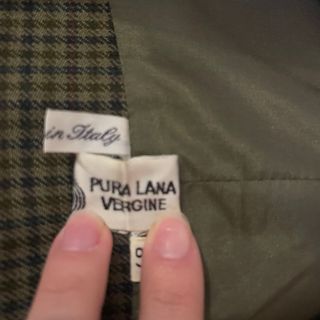 in Italy
PURA LANA
VERGINE